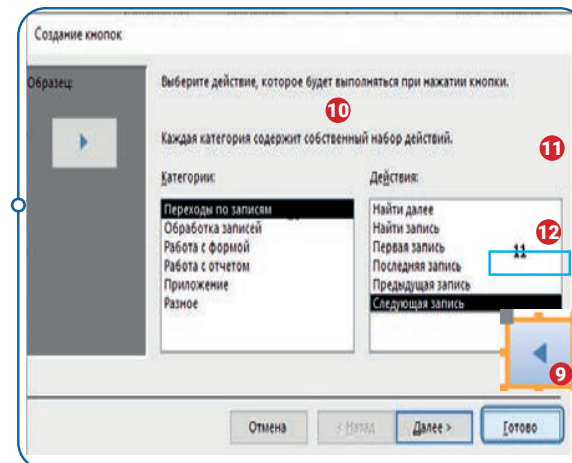 Создание кнопок
Образец:
Выберите действие, которое будет выполняться при нажатии кнопки.
10
Каждая категория содержит собственный набор действий.
11
Категории:
Действия:
Переходы по записям
Обработка записей
Работа с формой
Работа с отчетом
Приложение
Разное
Найти далее
Найти запись
Первая запись
Последняя запись
Предыдущая запись
Следующая запись
12
11
9
Отмена
< Назад
Далее >
Готово